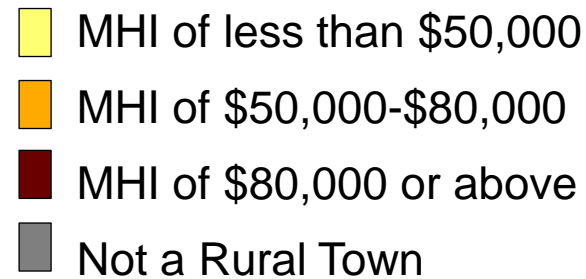 MHI of less than $50,000
MHI of $50,000-$80,000
MHI of $80,000 or above
Not a Rural Town